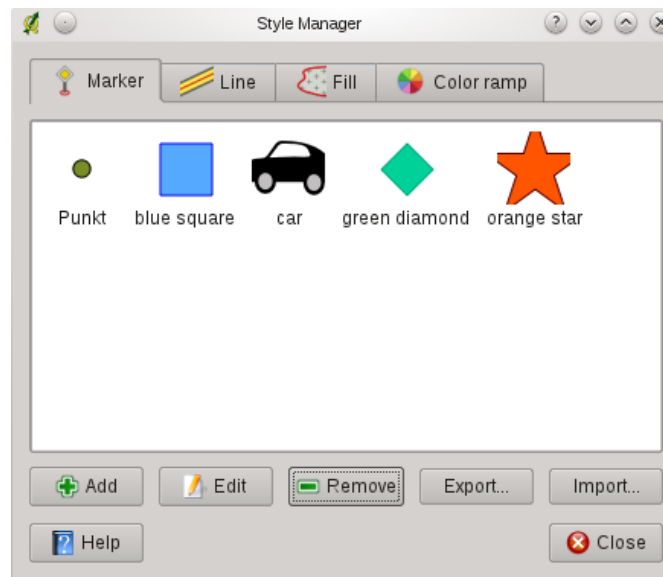 Style Manager
Marker Line Fill Color ramp
Punkt blue square car green diamond orange star
Add Edit Remove Export... Import...
Help Close